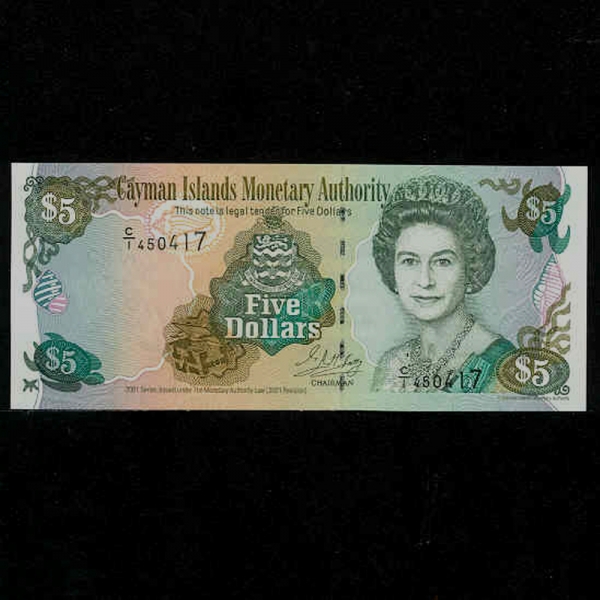 Cayman Islands Monetary Authority
This note is legal tender for Five Dollars
$5
$5
C/1 450417
Five
Dollars
CHAIRMAN
C/1 450417
$5
$5
2001 Series. Issued under the Monetary Authority Law (2001 Revision)